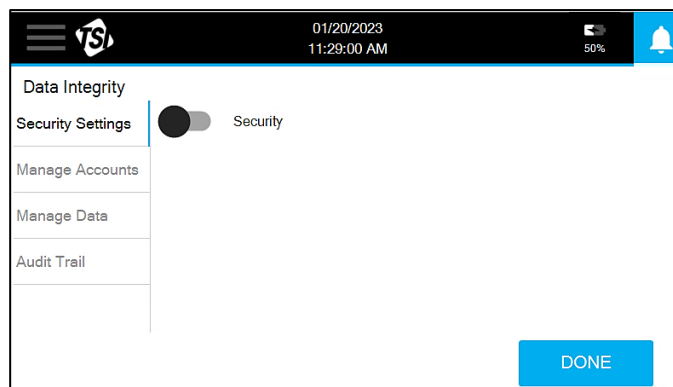 TSI
01/20/2023
11:29:00 AM
50%
Data Integrity
Security Settings
Security
Manage Accounts
Manage Data
Audit Trail
DONE